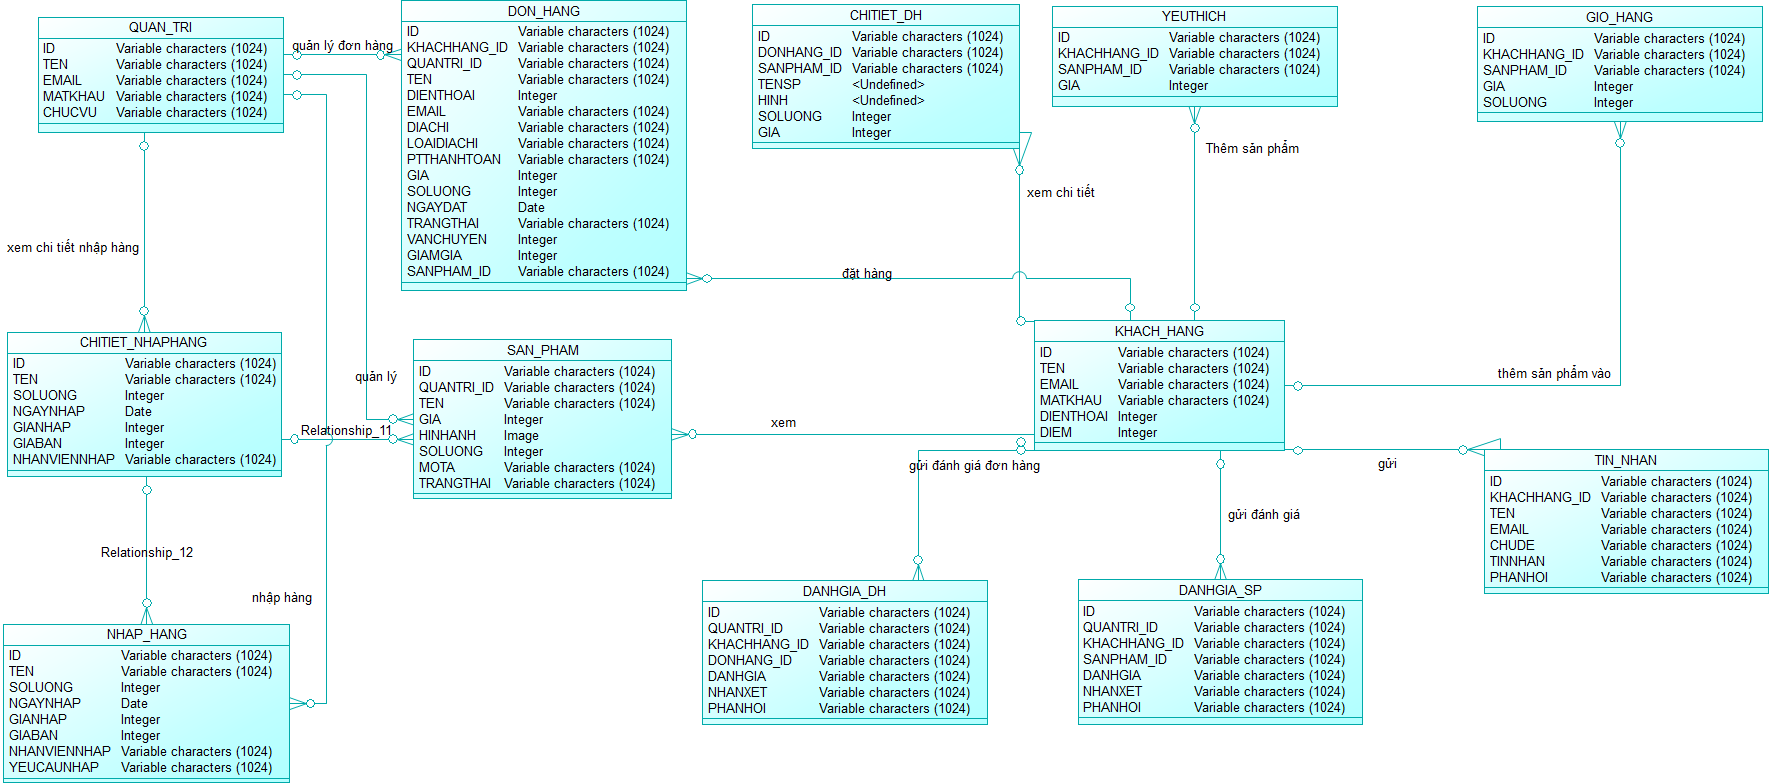 QUAN_TRI
ID Variable characters (1024)
TEN Variable characters (1024)
EMAIL Variable characters (1024)
MATKHAU Variable characters (1024)
CHUCVU Variable characters (1024)
quản lý đơn hàng
DON_HANG
ID Variable characters (1024)
KHACHHANG_ID Variable characters (1024)
QUANTRI_ID Variable characters (1024)
TEN Variable characters (1024)
DIENTHOAI Integer
EMAIL Variable characters (1024)
DIACHI Variable characters (1024)
LOAIDIACHI Variable characters (1024)
PTTHANHTOAN Variable characters (1024)
GIA Integer
SOLUONG Integer
NGAYDAT Date
TRANGTHAI Variable characters (1024)
VANCHUYEN Integer
GIAMGIA Integer
SANPHAM_ID Variable characters (1024)
CHITIET_DH
ID Variable characters (1024)
DONHANG_ID Variable characters (1024)
SANPHAM_ID Variable characters (1024)
TENSP <Undefined>
HINH <Undefined>
SOLUONG Integer
GIA Integer
YEUTHICH
ID Variable characters (1024)
KHACHHANG_ID Variable characters (1024)
SANPHAM_ID Variable characters (1024)
GIA Integer
GIO_HANG
ID Variable characters (1024)
KHACHHANG_ID Variable characters (1024)
SANPHAM_ID Variable characters (1024)
GIA Integer
SOLUONG Integer
Thêm sản phẩm
xem chi tiết
xem chi tiết nhập hàng
đặt hàng
CHITIET_NHAPHANG
ID Variable characters (1024)
TEN Variable characters (1024)
SOLUONG Integer
NGAYNHAP Date
GIANHAP Integer
GIABAN Integer
NHANVIENNHAP Variable characters (1024)
quản lý
Relationship_11
SAN_PHAM
ID Variable characters (1024)
QUANTRI_ID Variable characters (1024)
TEN Variable characters (1024)
GIA Integer
HINHANH Image
SOLUONG Integer
MOTA Variable characters (1024)
TRANGTHAI Variable characters (1024)
xem
KHACH_HANG
ID Variable characters (1024)
TEN Variable characters (1024)
EMAIL Variable characters (1024)
MATKHAU Variable characters (1024)
DIENTHOAI Integer
DIEM Integer
thêm sản phẩm vào
gửi đánh giá đơn hàng
gửi
gửi đánh giá
TIN_NHAN
ID Variable characters (1024)
KHACHHANG_ID Variable characters (1024)
TEN Variable characters (1024)
EMAIL Variable characters (1024)
CHUDE Variable characters (1024)
TINNHAN Variable characters (1024)
PHANHOI Variable characters (1024)
Relationship_12
nhập hàng
NHAP_HANG
ID Variable characters (1024)
TEN Variable characters (1024)
SOLUONG Integer
NGAYNHAP Date
GIANHAP Integer
GIABAN Integer
NHANVIENNHAP Variable characters (1024)
YEUCAUNHAP Variable characters (1024)
DANHGIA_DH
ID Variable characters (1024)
QUANTRI_ID Variable characters (1024)
KHACHHANG_ID Variable characters (1024)
DONHANG_ID Variable characters (1024)
DANHGIA Variable characters (1024)
NHANXET Variable characters (1024)
PHANHOI Variable characters (1024)
DANHGIA_SP
ID Variable characters (1024)
QUANTRI_ID Variable characters (1024)
KHACHHANG_ID Variable characters (1024)
SANPHAM_ID Variable characters (1024)
DANHGIA Variable characters (1024)
NHANXET Variable characters (1024)
PHANHOI Variable characters (1024)